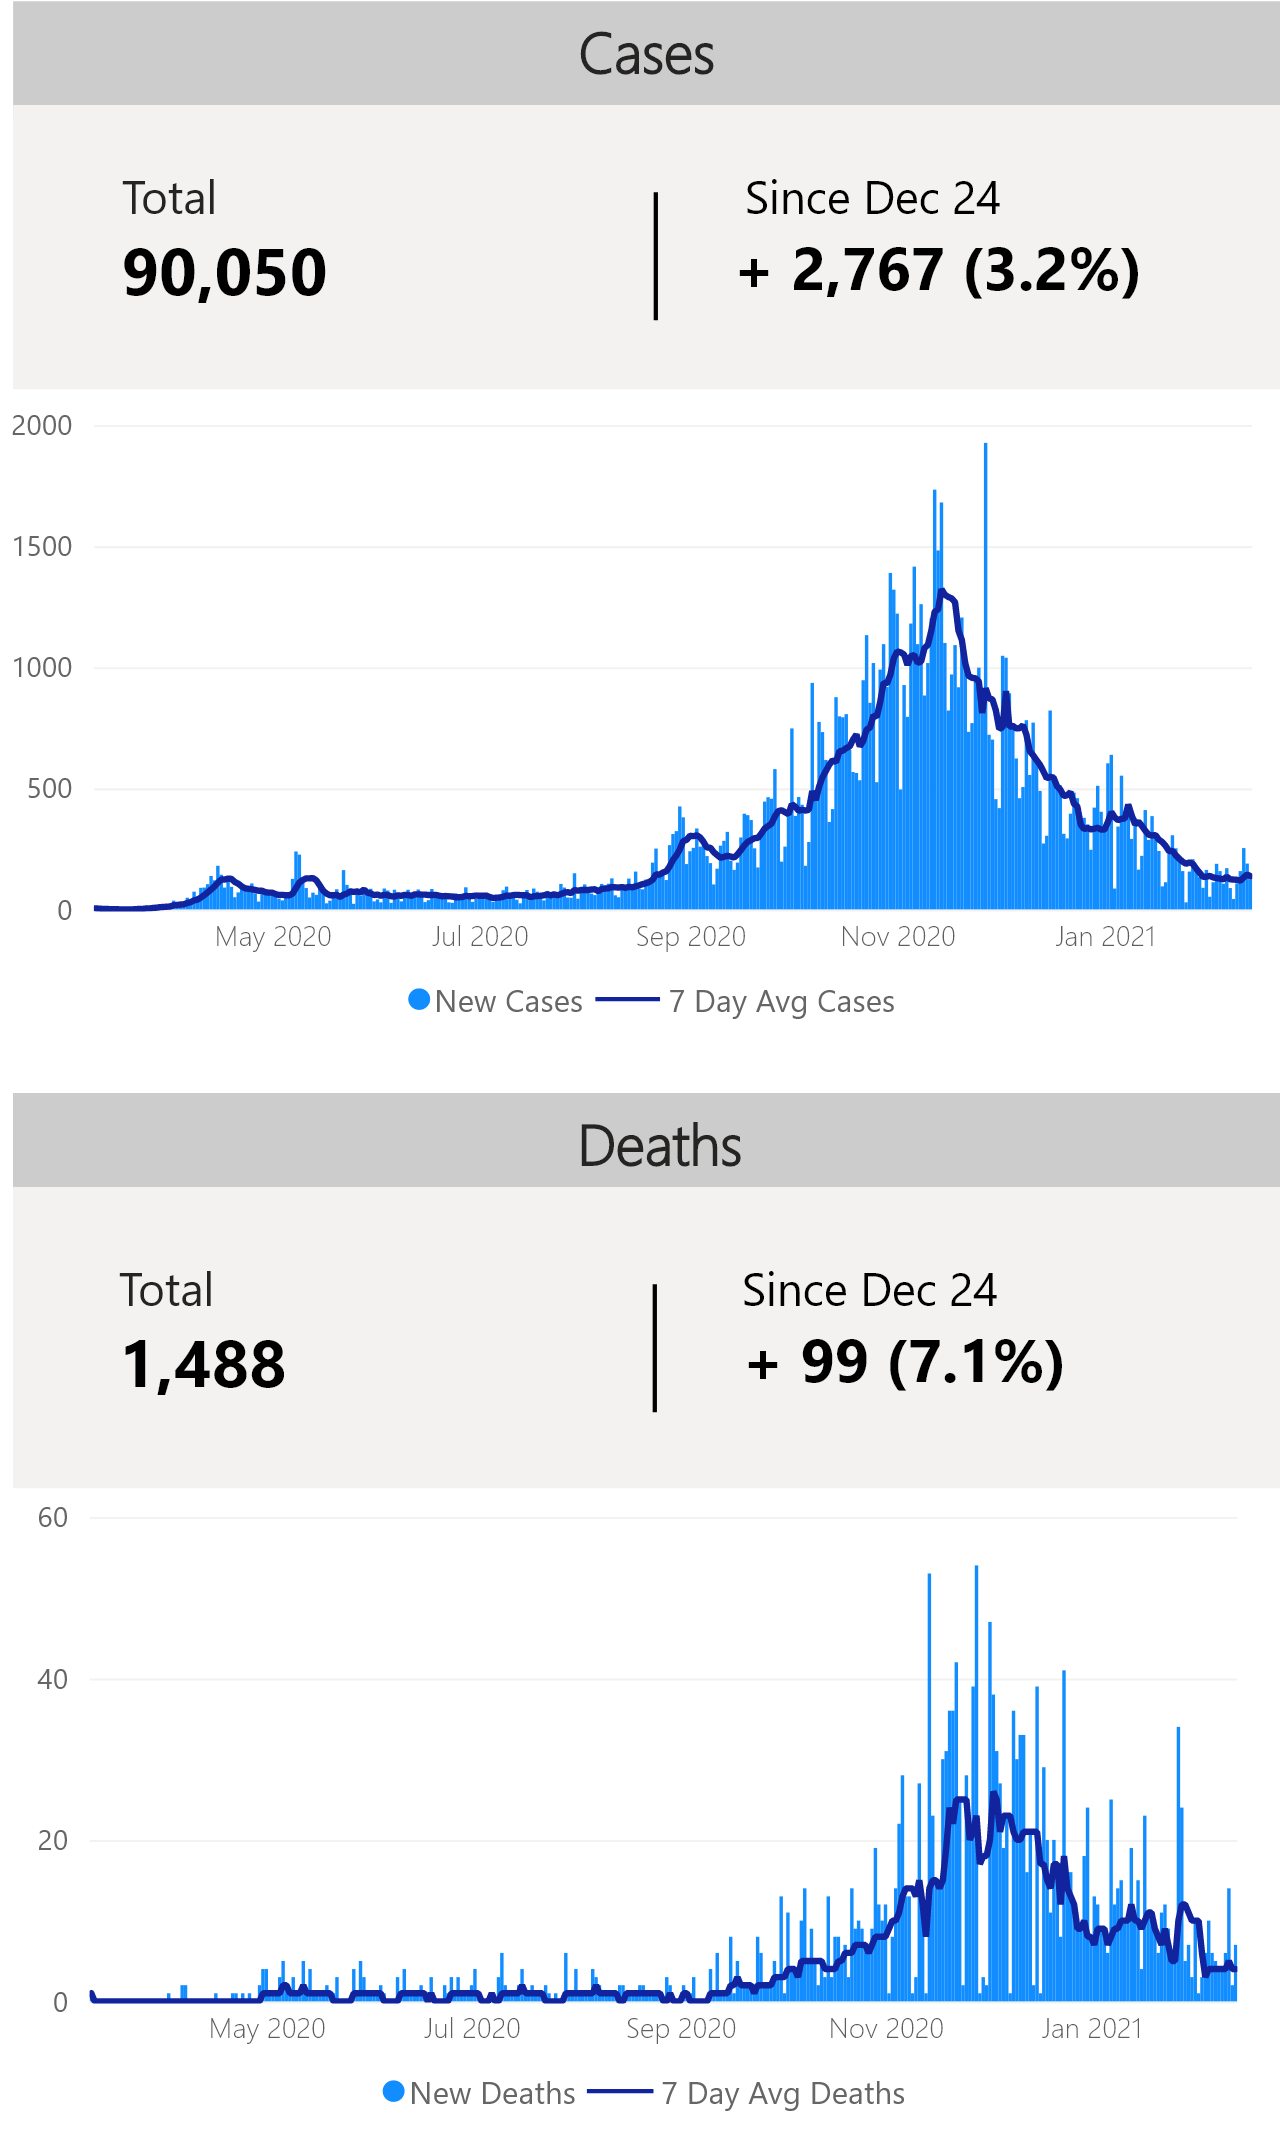 Cases
Total
Since Dec 24
90,050
+ 2,767 (3.2%)
2000
1500
1000
500
0
May 2020
Jul 2020
Sep 2020
Nov 2020
Jan 2021
New Cases
7 Day Avg Cases
Deaths
Total
Since Dec 24
1,488
+ 99 (7.1%)
60
40
20
0
May 2020
Jul 2020
Sep 2020
Nov 2020
Jan 2021
New Deaths
7 Day Avg Deaths